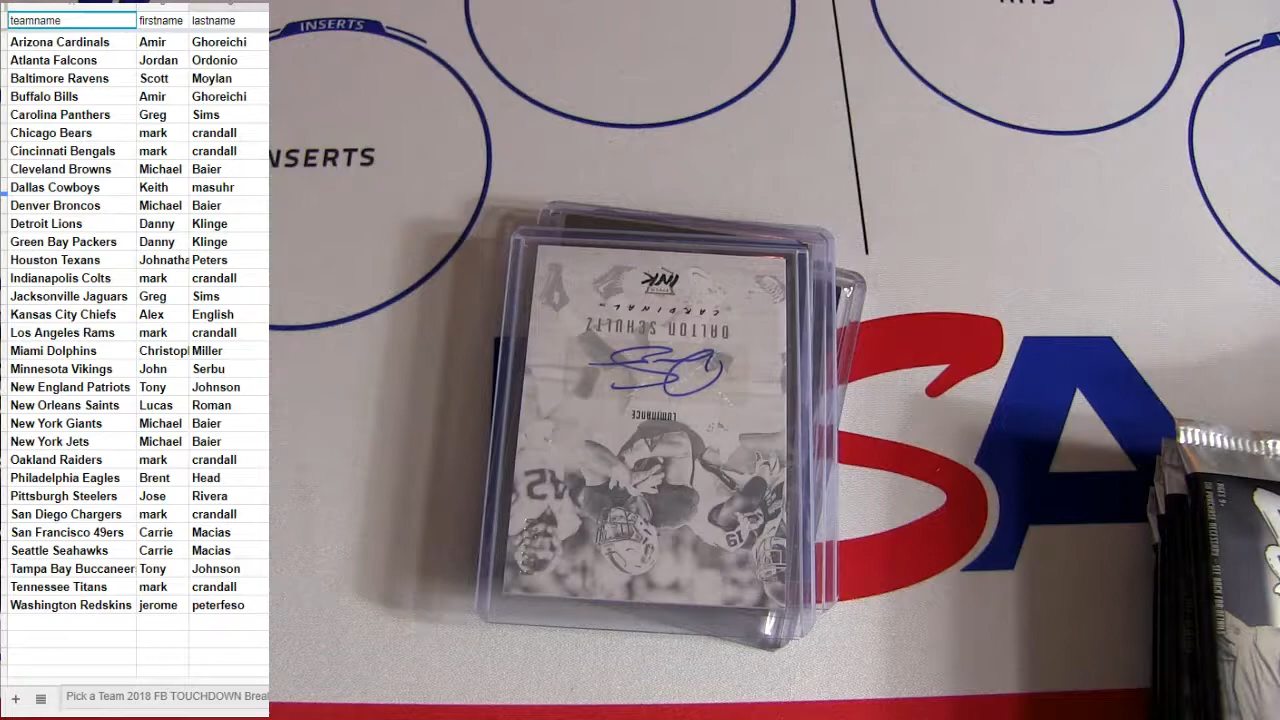 teamname firstname lastname
Arizona Cardinals Amir Ghoreichi
Atlanta Falcons Jordan Ordonio
Baltimore Ravens Scott Moylan
Buffalo Bills Amir Ghoreichi
Carolina Panthers Greg Sims
Chicago Bears mark crandall
Cincinnati Bengals mark crandall
Cleveland Browns Michael Baier
Dallas Cowboys Keith masuhr
Denver Broncos Michael Baier
Detroit Lions Danny Klinge
Green Bay Packers Danny Klinge
Houston Texans Johnatha Peters
Indianapolis Colts mark crandall
Jacksonville Jaguars Greg Sims
Kansas City Chiefs Alex English
Los Angeles Rams mark crandall
Miami Dolphins Christopl Miller
Minnesota Vikings John Serbu
New England Patriots Tony Johnson
New Orleans Saints Lucas Roman
New York Giants Michael Baier
New York Jets Michael Baier
Oakland Raiders mark crandall
Philadelphia Eagles Brent Head
Pittsburgh Steelers Jose Rivera
San Diego Chargers mark crandall
San Francisco 49ers Carrie Macias
Seattle Seahawks Carrie Macias
Tampa Bay Buccaneer Tony Johnson
Tennessee Titans mark crandall
Washington Redskins jerome peterfeso
Pick a Team 2018 FB TOUCHDOWN Break
INSERTS
NSERTS
INSERTS
INK
CARDINAL
DALTON SCHULTZ
LUMINANCE
42
19
SA